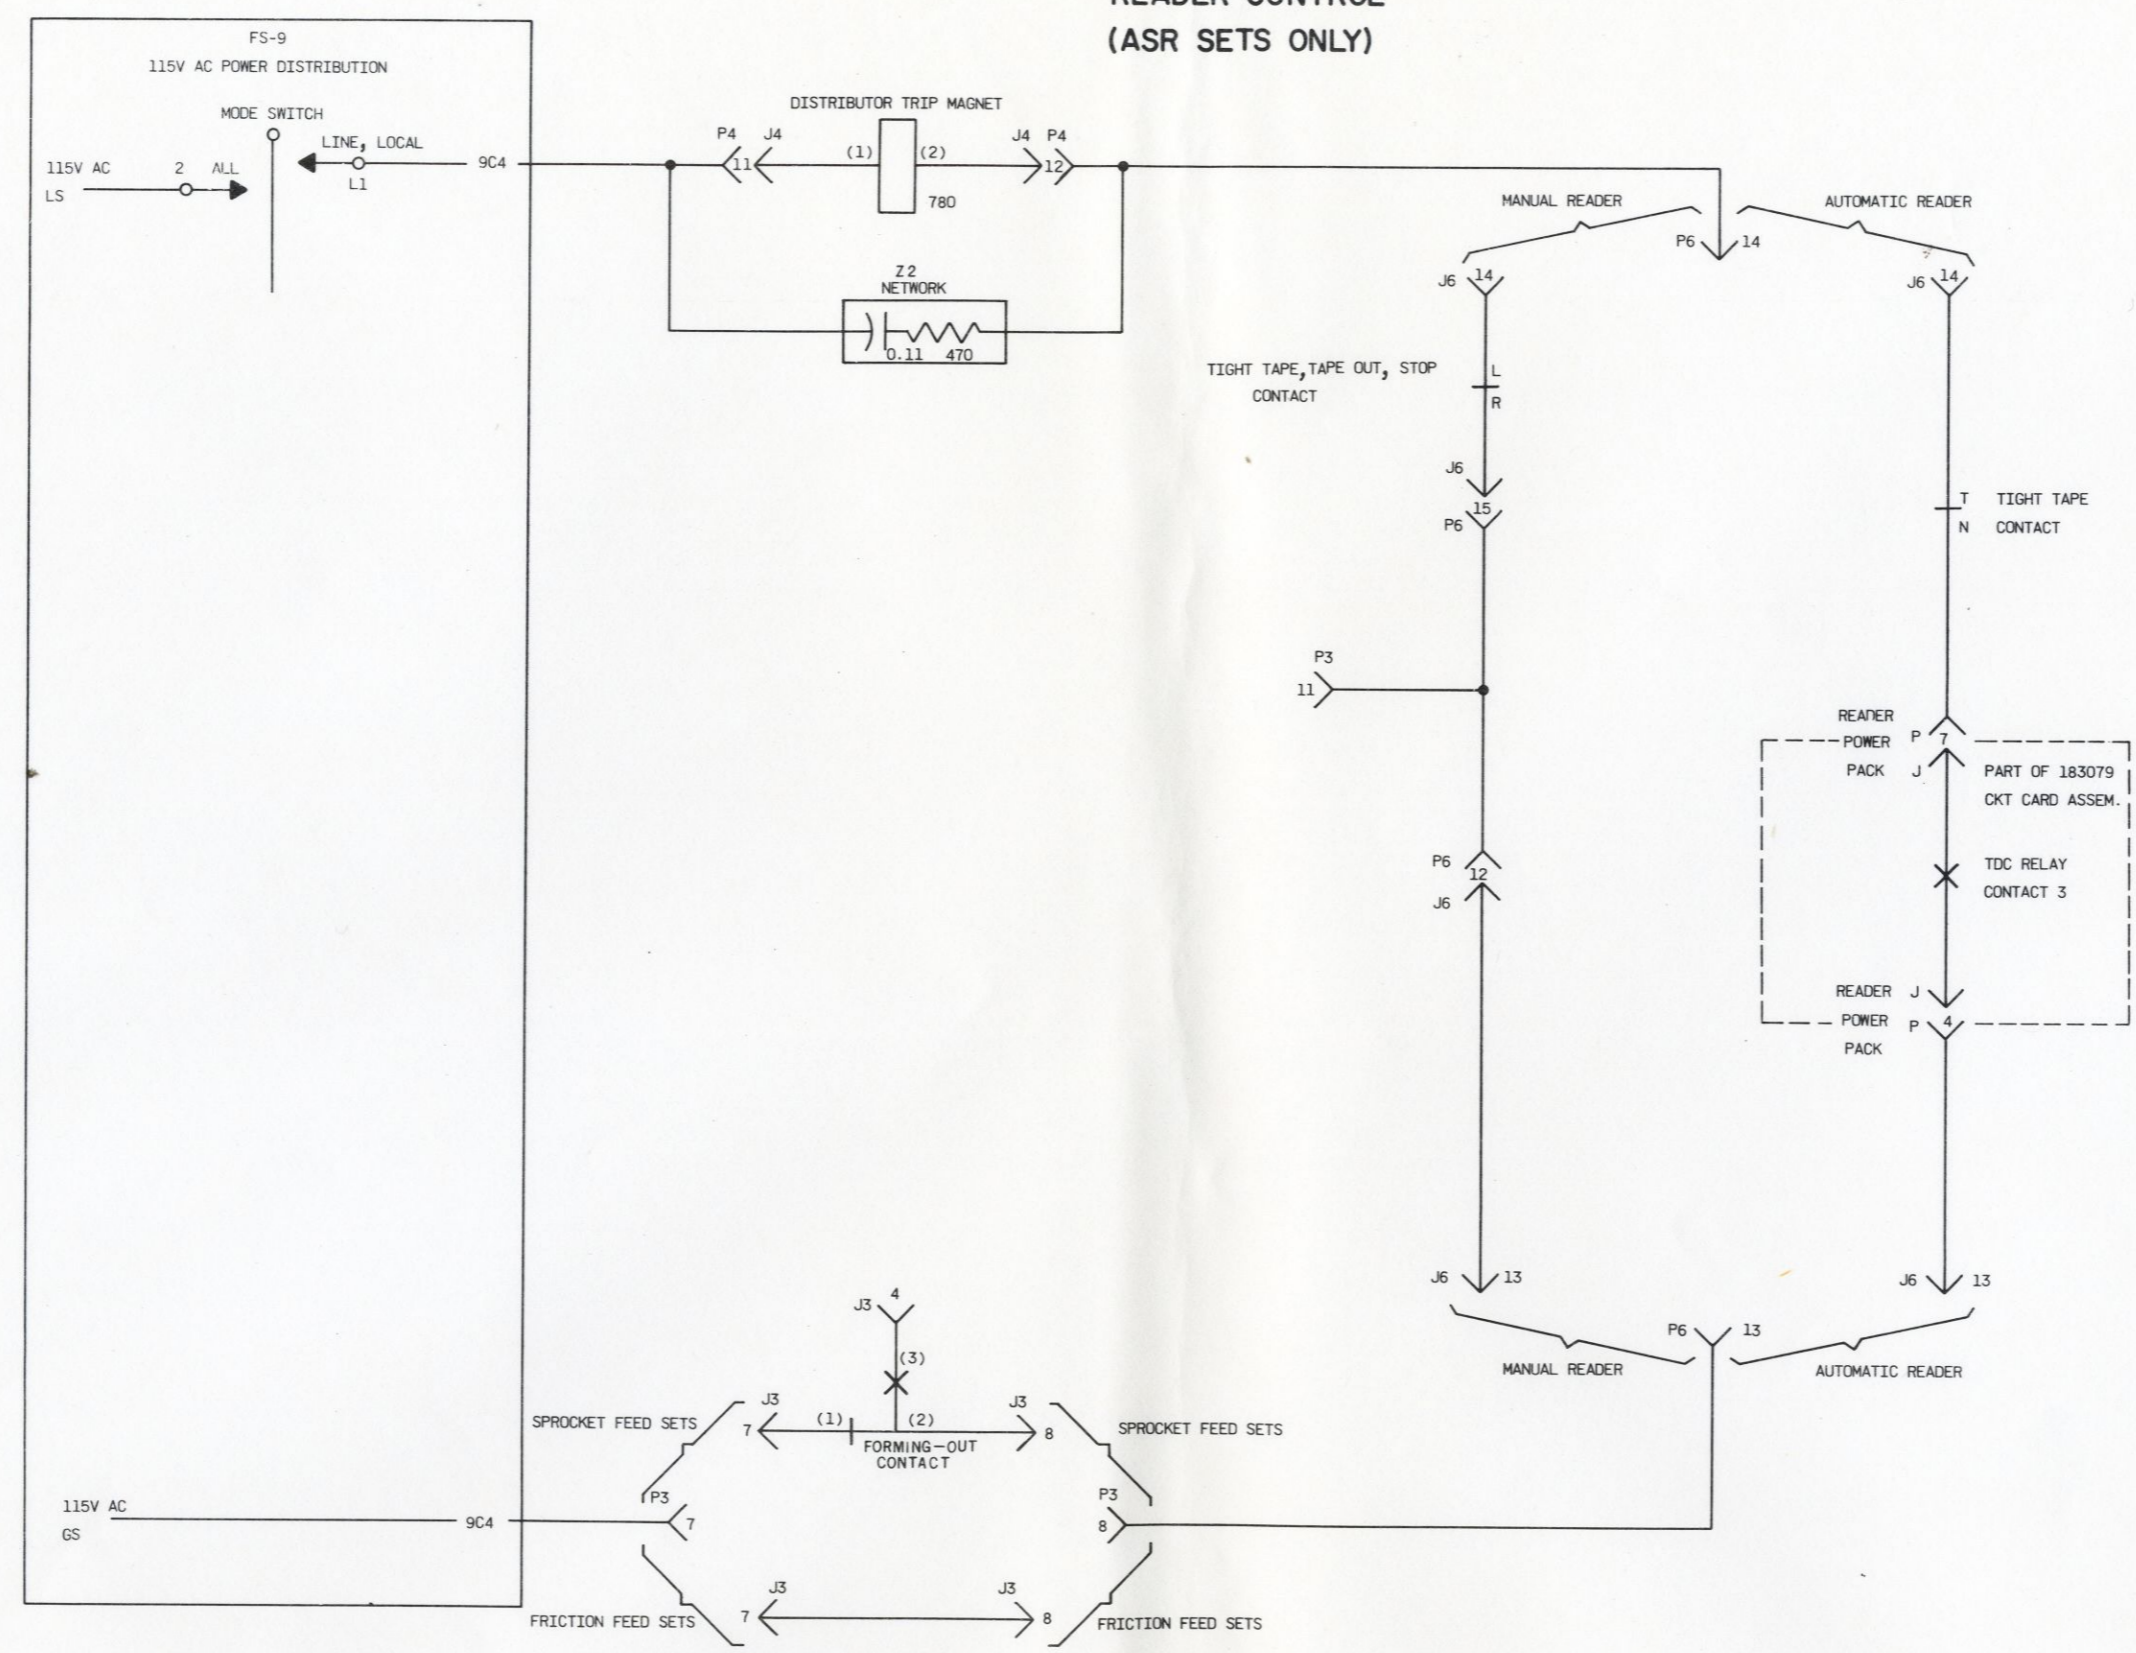 READER CONTROL
(ASR SETS ONLY)
FS-9
115V AC POWER DISTRIBUTION
MODE SWITCH
LINE, LOCAL
115V AC
2
ALL
LS
L1
9C4
DISTRIBUTOR TRIP MAGNET
P4
J4
11
(1)
(2)
J4
P4
12
780
Z2
NETWORK
0.11
470
MANUAL READER
AUTOMATIC READER
P6
14
J6
14
J6
14
TIGHT TAPE, TAPE OUT, STOP
CONTACT
L
R
J6
15
P6
T
TIGHT TAPE
N
CONTACT
P3
11
READER
POWER
PACK
P
7
J
PART OF 183079
CKT CARD ASSEM.
P6
12
J6
TDC RELAY
CONTACT 3
READER
POWER
PACK
J
P
4
J6
13
J6
13
P6
13
MANUAL READER
AUTOMATIC READER
J3
4
(3)
SPROCKET FEED SETS
J3
7
(1)
(2)
J3
8
SPROCKET FEED SETS
FORMING-OUT
CONTACT
115V AC
GS
9C4
P3
7
P3
8
FRICTION FEED SETS
J3
7
J3
8
FRICTION FEED SETS